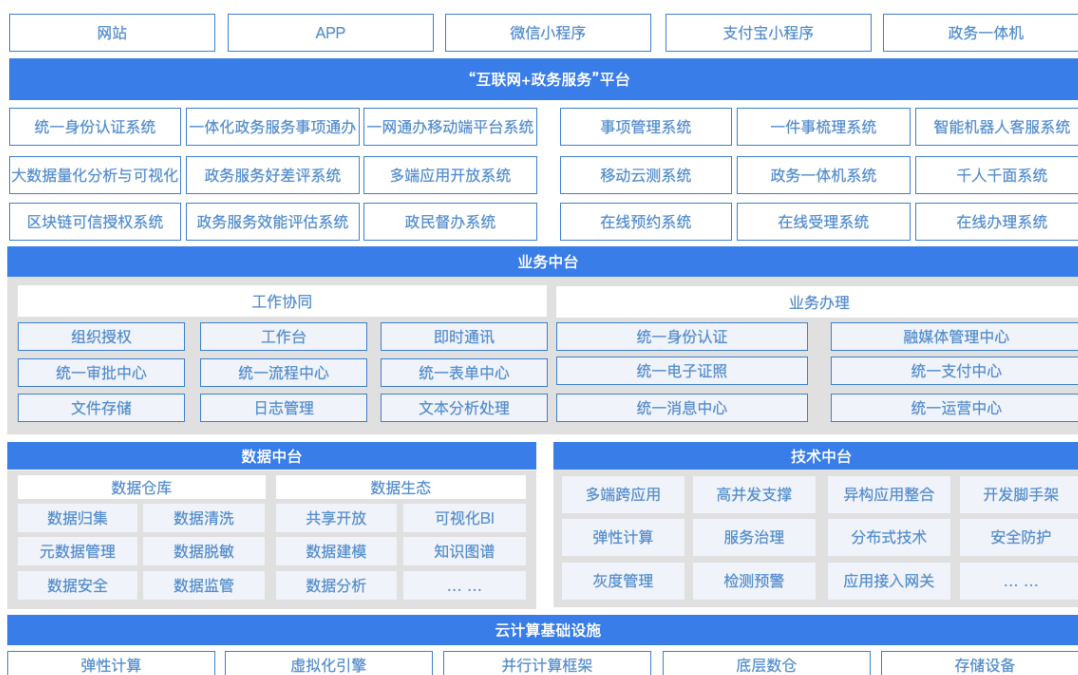 网站 APP 微信小程序 支付宝小程序 政务一体机
“互联网+政务服务”平台
统一身份认证系统 一体化政务服务事项通办 一网通办移动端平台系统 事项管理系统 一件事梳理系统 智能机器人客服系统
大数据量化分析与可视化 政务服务好差评系统 多端应用开放系统 移动云测系统 政务一体机系统 千人千面系统
区块链可信授权系统 政务服务效能评估系统 政民督办系统 在线预约系统 在线受理系统 在线办理系统
业务中台
工作协同 业务办理
组织授权 工作台 即时通讯 统一身份认证 融媒体管理中心
统一审批中心 统一流程中心 统一表单中心 统一电子证照 统一支付中心
文件存储 日志管理 文本分析处理 统一消息中心 统一运营中心
数据中台 技术中台
数据仓库 数据生态
多端跨应用 高并发支撑 异构应用整合 开发脚手架
数据归集 数据清洗 共享开放 可视化BI
弹性计算 服务治理 分布式技术 安全防护
元数据管理 数据脱敏 数据建模 知识图谱
灰度管理 检测预警 应用接入网关 … …
数据安全 数据监管 数据分析 … …
云计算基础设施
弹性计算 虚拟化引擎 并行计算框架 底层数仓 存储设备